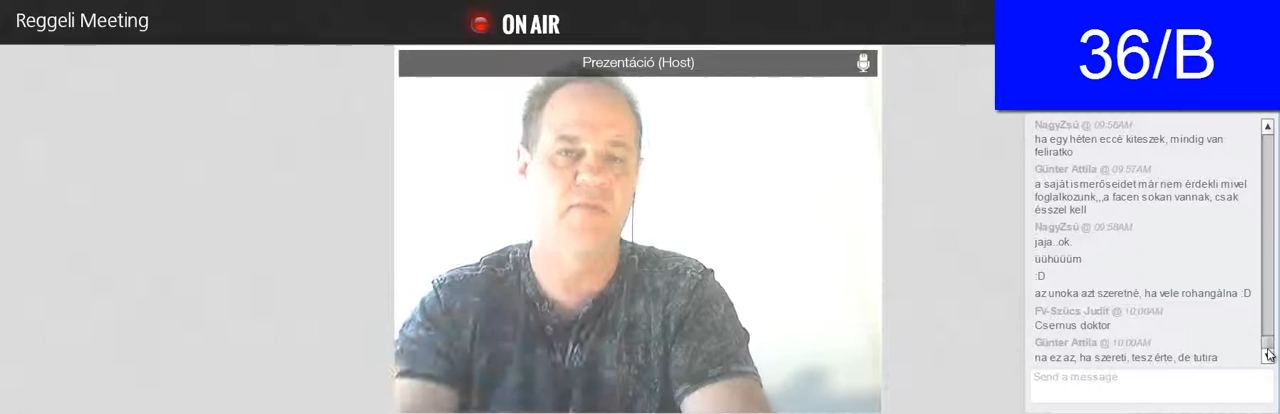 Reggeli Meeting
ON AIR
36/B
Prezentáció (Host)
NagyZsú @ 09:56AM
ha egy héten eccé kiteszek, mindig van
feliratko
Günter Attila @ 09:57AM
a saját ismerőseidet már nem érdekli mivel
foglalkozunk,,,a facen sokan vannak, csak
ésszel kell
NagyZsú @ 09:58AM
jaja..ok.
üühüüüm
:D
az unoka azt szeretné, ha vele rohangálna :D
FV-Szücs Judit @ 10:00AM
Csernus doktor
Günter Attila @ 10:00AM
na ez az, ha szereti, tesz érte, de tutira
Send a message